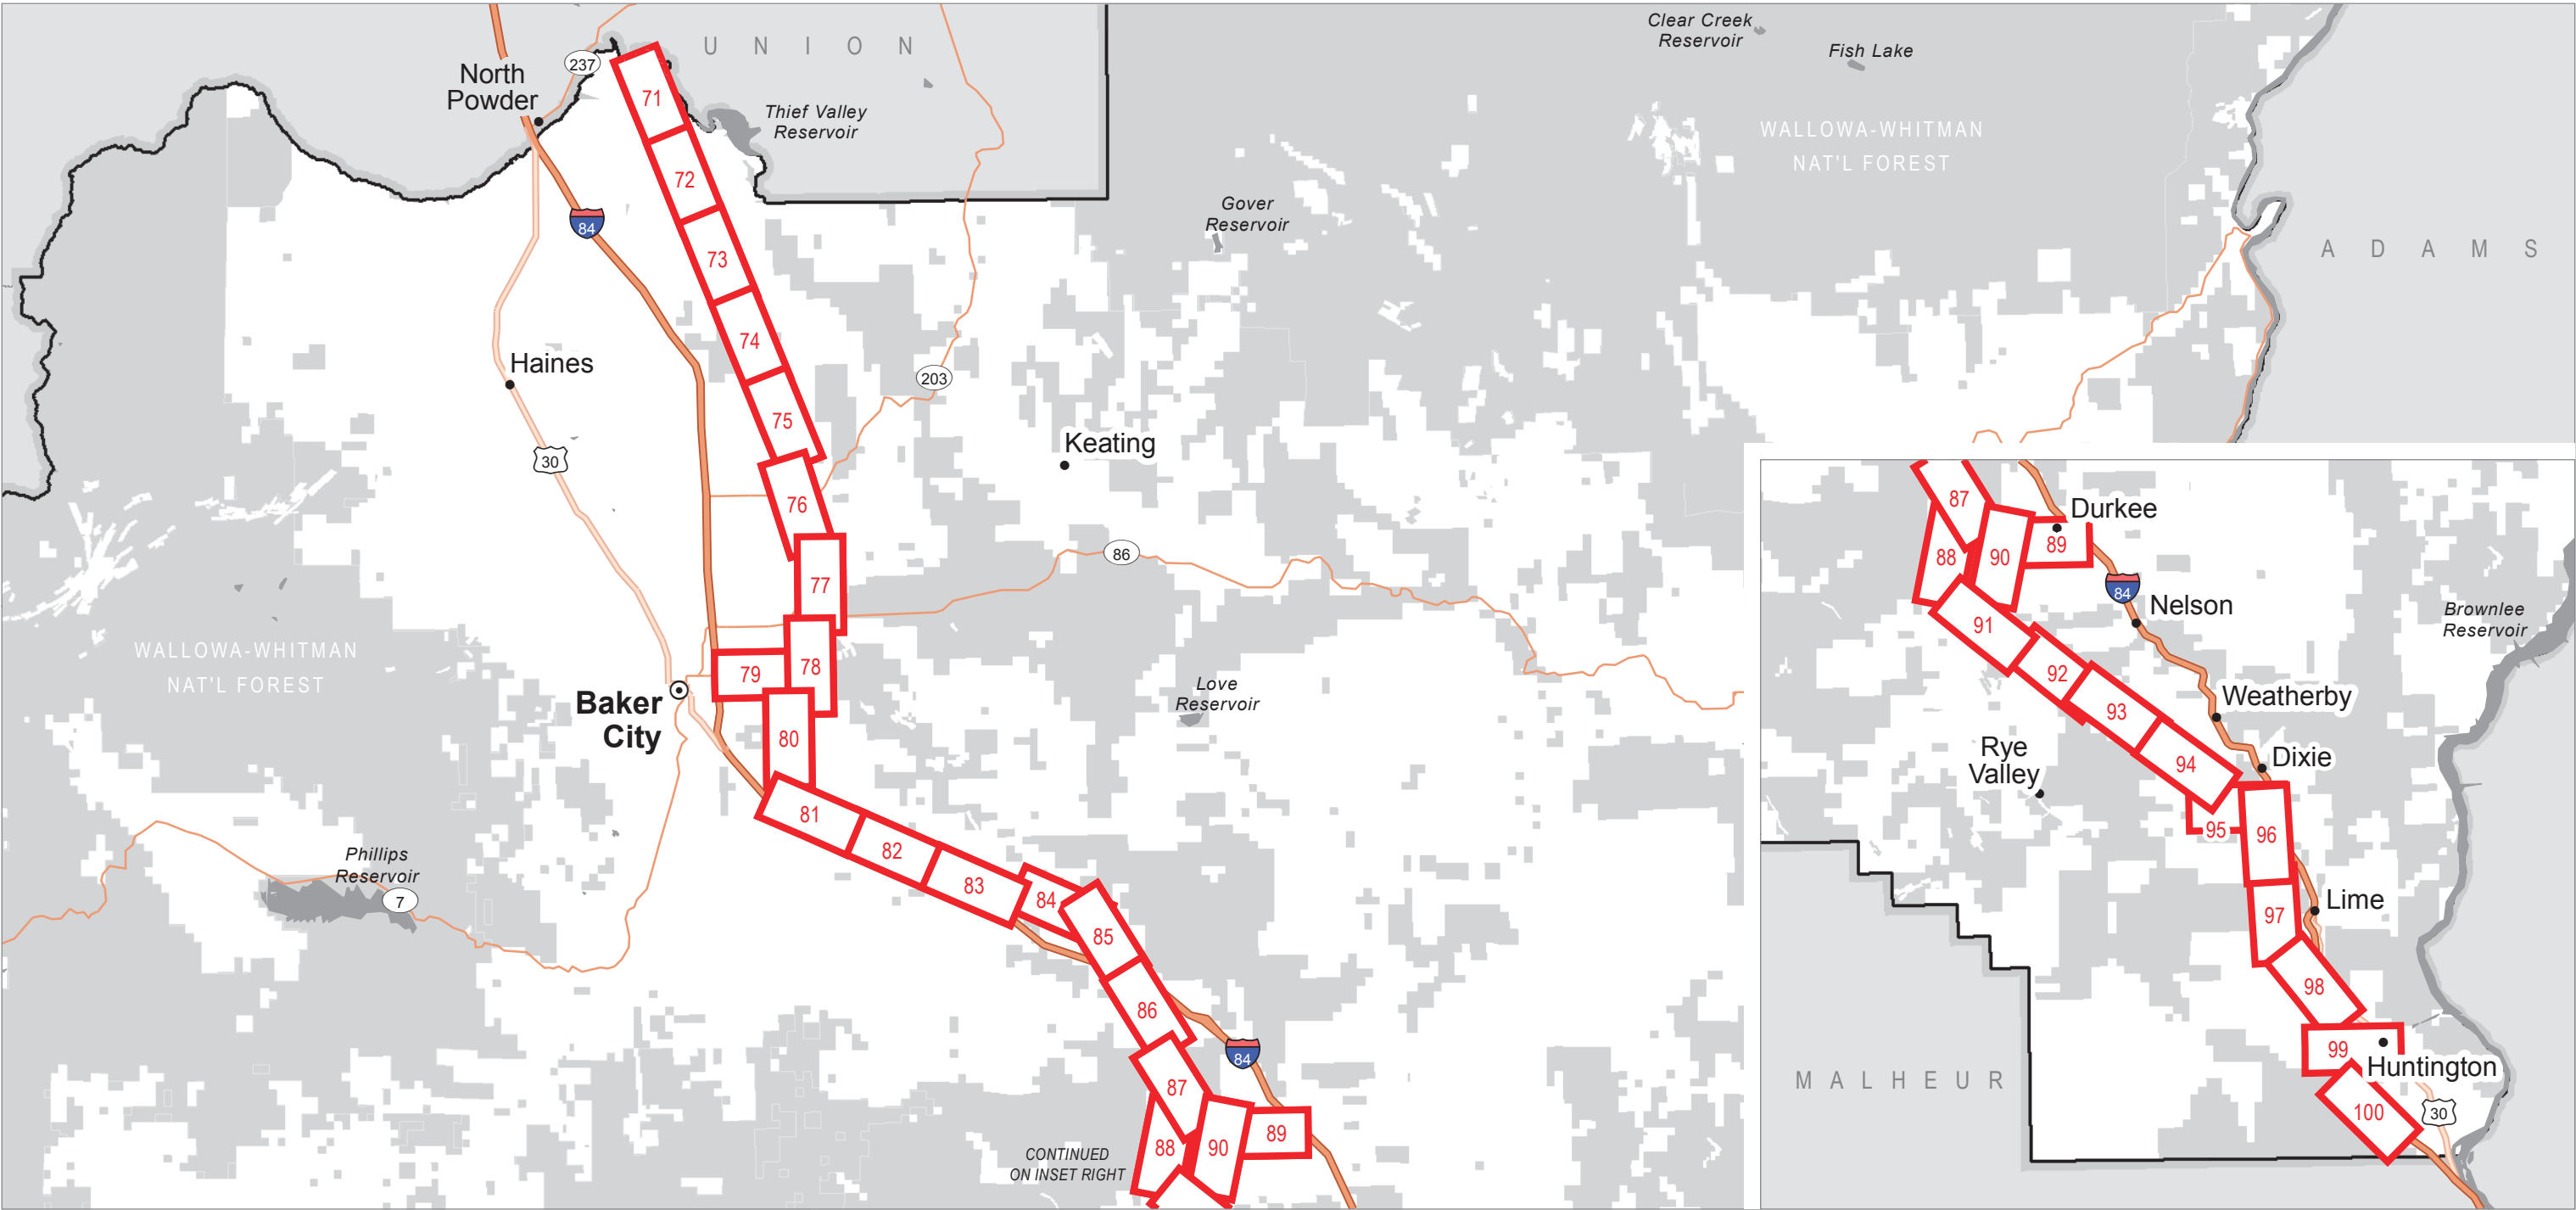 UNION
Clear Creek
Reservoir
Fish Lake
North
Powder
237
71
Thief Valley
Reservoir
WALLOWA-WHITMAN
NAT'L FOREST
72
84
Gover
Reservoir
ADAMS
73
74
Haines
203
75
Keating
30
76
86
77
WALLOWA-WHITMAN
NAT'L FOREST
79
78
Baker
City
Love
Reservoir
80
81
82
Phillips
Reservoir
7
83
84
85
86
84
87
88
90
89
CONTINUED
ON INSET RIGHT
87
Durkee
88
90
89
84
Nelson
Brownlee
Reservoir
91
92
Weatherby
93
Rye
Valley
94
Dixie
95
96
Lime
97
98
99
Huntington
MALHEUR
100
30